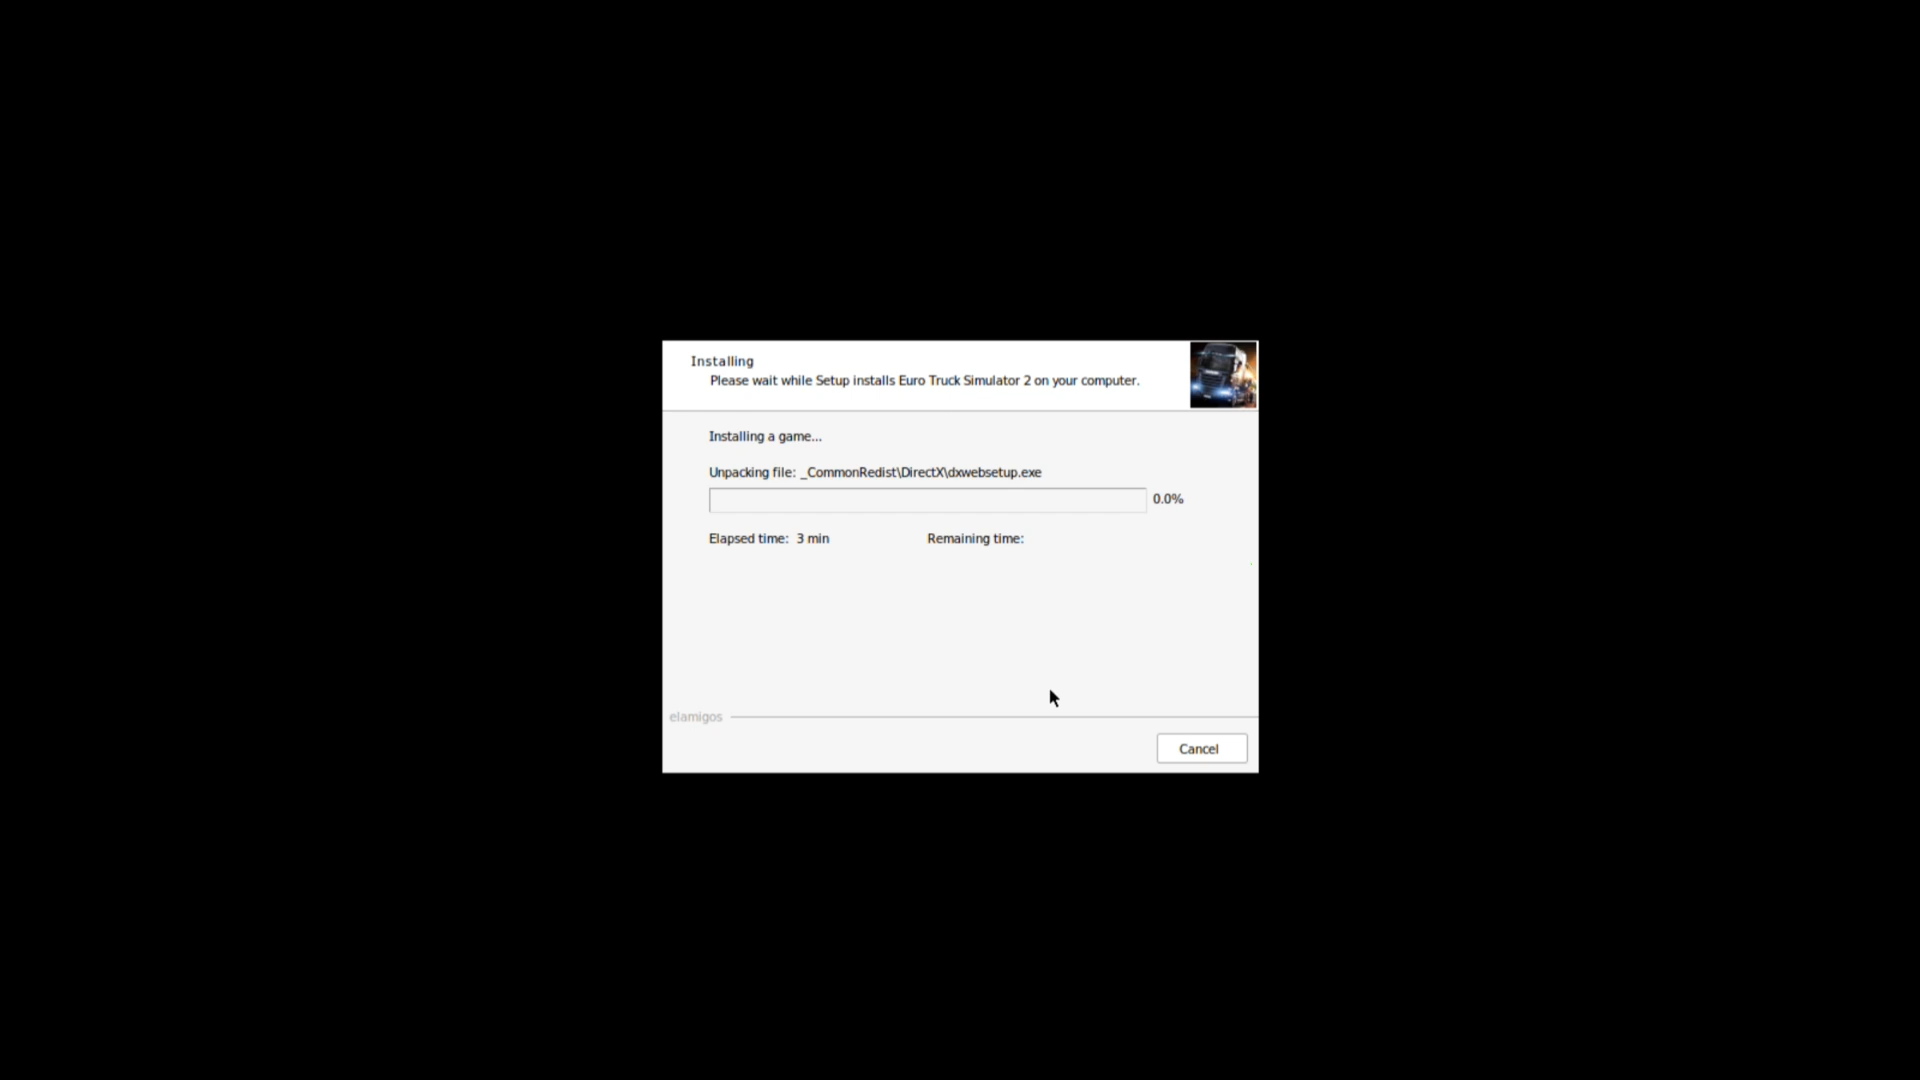 Installing
Please wait while Setup installs Euro Truck Simulator 2 on your computer.
Installing a game...
Unpacking file: _CommonRedist\DirectX\dxwebsetup.exe
0.0%
Elapsed time: 3 min Remaining time:
elamigos
Cancel